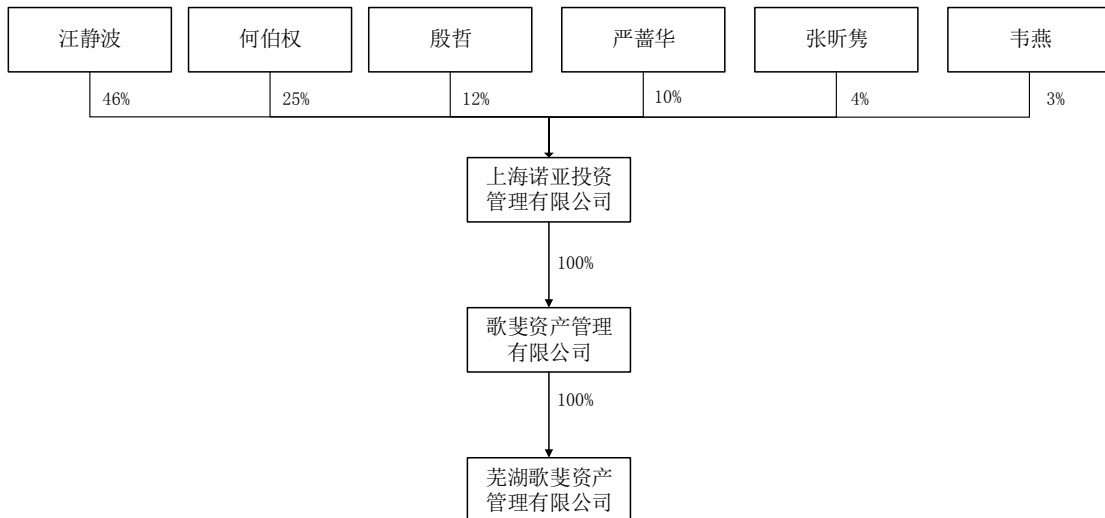 汪静波
何伯权
殷哲
严蔷华
张昕隽
韦燕
46%
25%
12%
10%
4%
3%
上海诺亚投资
管理有限公司
100%
歌斐资产管理
有限公司
100%
芜湖歌斐资产
管理有限公司